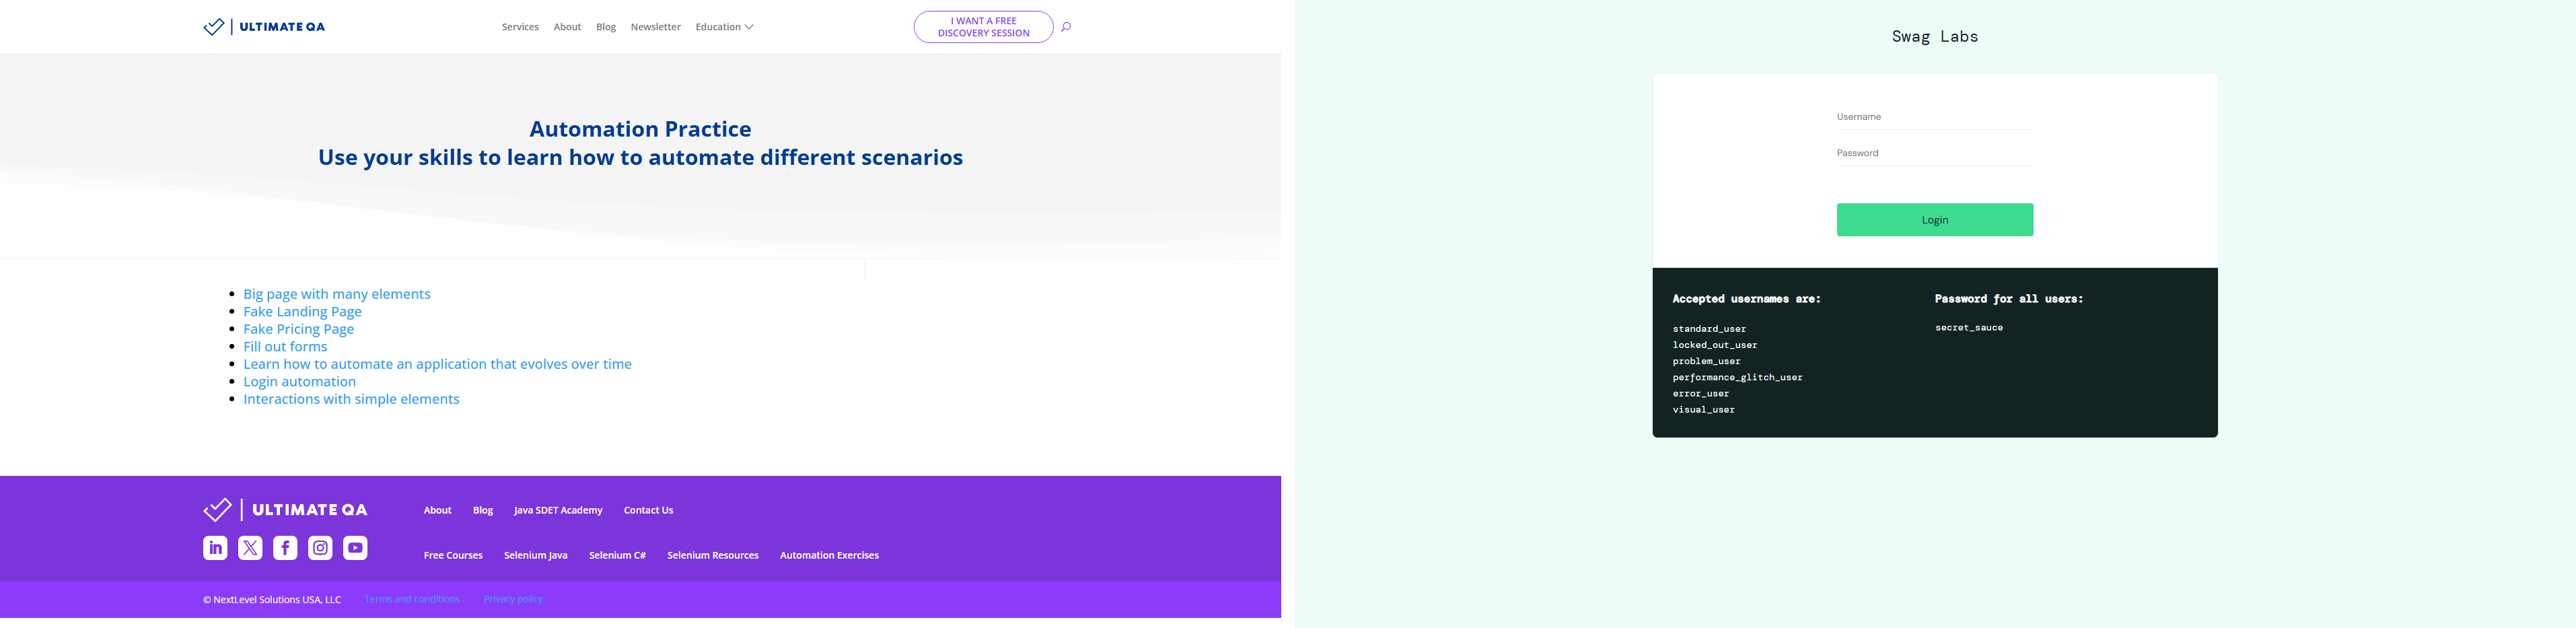 ULTIMATE QA
Services About Blog Newsletter Education
I WANT A FREE
DISCOVERY SESSION
Automation Practice
Use your skills to learn how to automate different scenarios
Big page with many elements
Fake Landing Page
Fake Pricing Page
Fill out forms
Learn how to automate an application that evolves over time
Login automation
Interactions with simple elements
ULTIMATE QA
About Blog Java SDET Academy Contact Us
Free Courses Selenium Java Selenium C# Selenium Resources Automation Exercises
© NextLevel Solutions USA, LLC Terms and conditions Privacy policy
Swag Labs
Username
Password
Login
Accepted usernames are:
standard_user
locked_out_user
problem_user
performance_glitch_user
error_user
visual_user
Password for all users:
secret_sauce